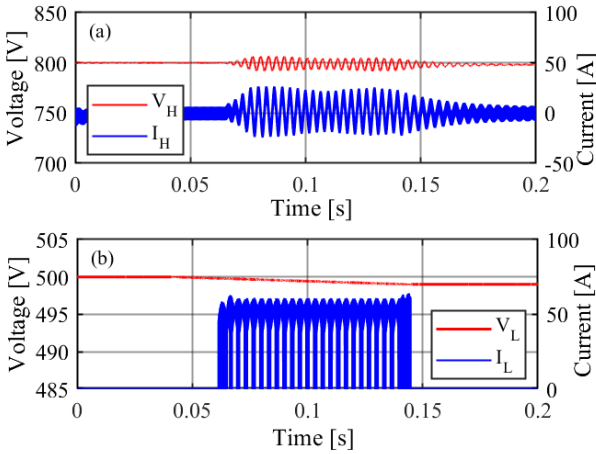 850
100
(a)
Voltage [V]
800
50
Current [A]
V_H
750
0
I_H
700
-50
0
0.05
0.1
0.15
0.2
Time [s]
505
100
(b)
Voltage [V]
500
Current [A]
495
50
V_L
490
I_L
485
0
0
0.05
0.1
0.15
0.2
Time [s]